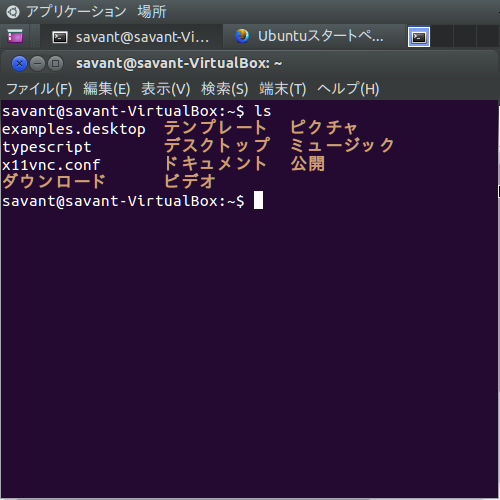 アプリケーション 場所
savant@savant-Vi... Ubuntuスタートペ...
savant@savant-VirtualBox: ~
ファイル(F) 編集(E) 表示(V) 検索(S) 端末(T) ヘルプ(H)
savant@savant-VirtualBox:~$ ls
examples.desktop テンプレート ピクチャ
typescript デスクトップ ミュージック
x11vnc.conf ドキュメント 公開
ダウンロード ビデオ
savant@savant-VirtualBox:~$